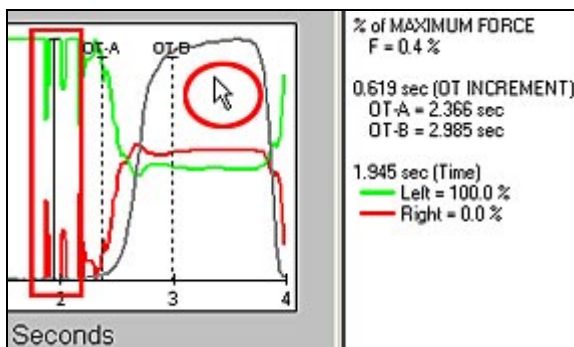 OT-A OT-B
2 3 4
Seconds
% of MAXIMUM FORCE
F = 0.4 %
0.619 sec (OT INCREMENT)
OT-A = 2.366 sec
OT-B = 2.985 sec
1.945 sec (Time)
Left = 100.0 %
Right = 0.0 %